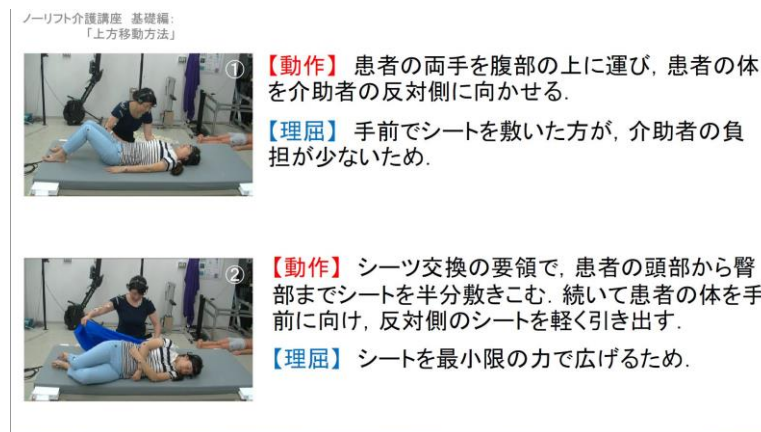 ノーリフト介護講座 基礎編:
「上方移動方法」
①
【動作】 患者の両手を腹部の上に運び, 患者の体
を介助者の反対側に向かせる.
【理屈】 手前でシートを敷いた方が, 介助者の負
担が少ないため.
②
【動作】 シーツ交換の要領で, 患者の頭部から臀
部までシートを半分敷きこむ. 続いて患者の体を手
前に向け, 反対側のシートを軽く引き出す.
【理屈】 シートを最小限の力で広げるため.